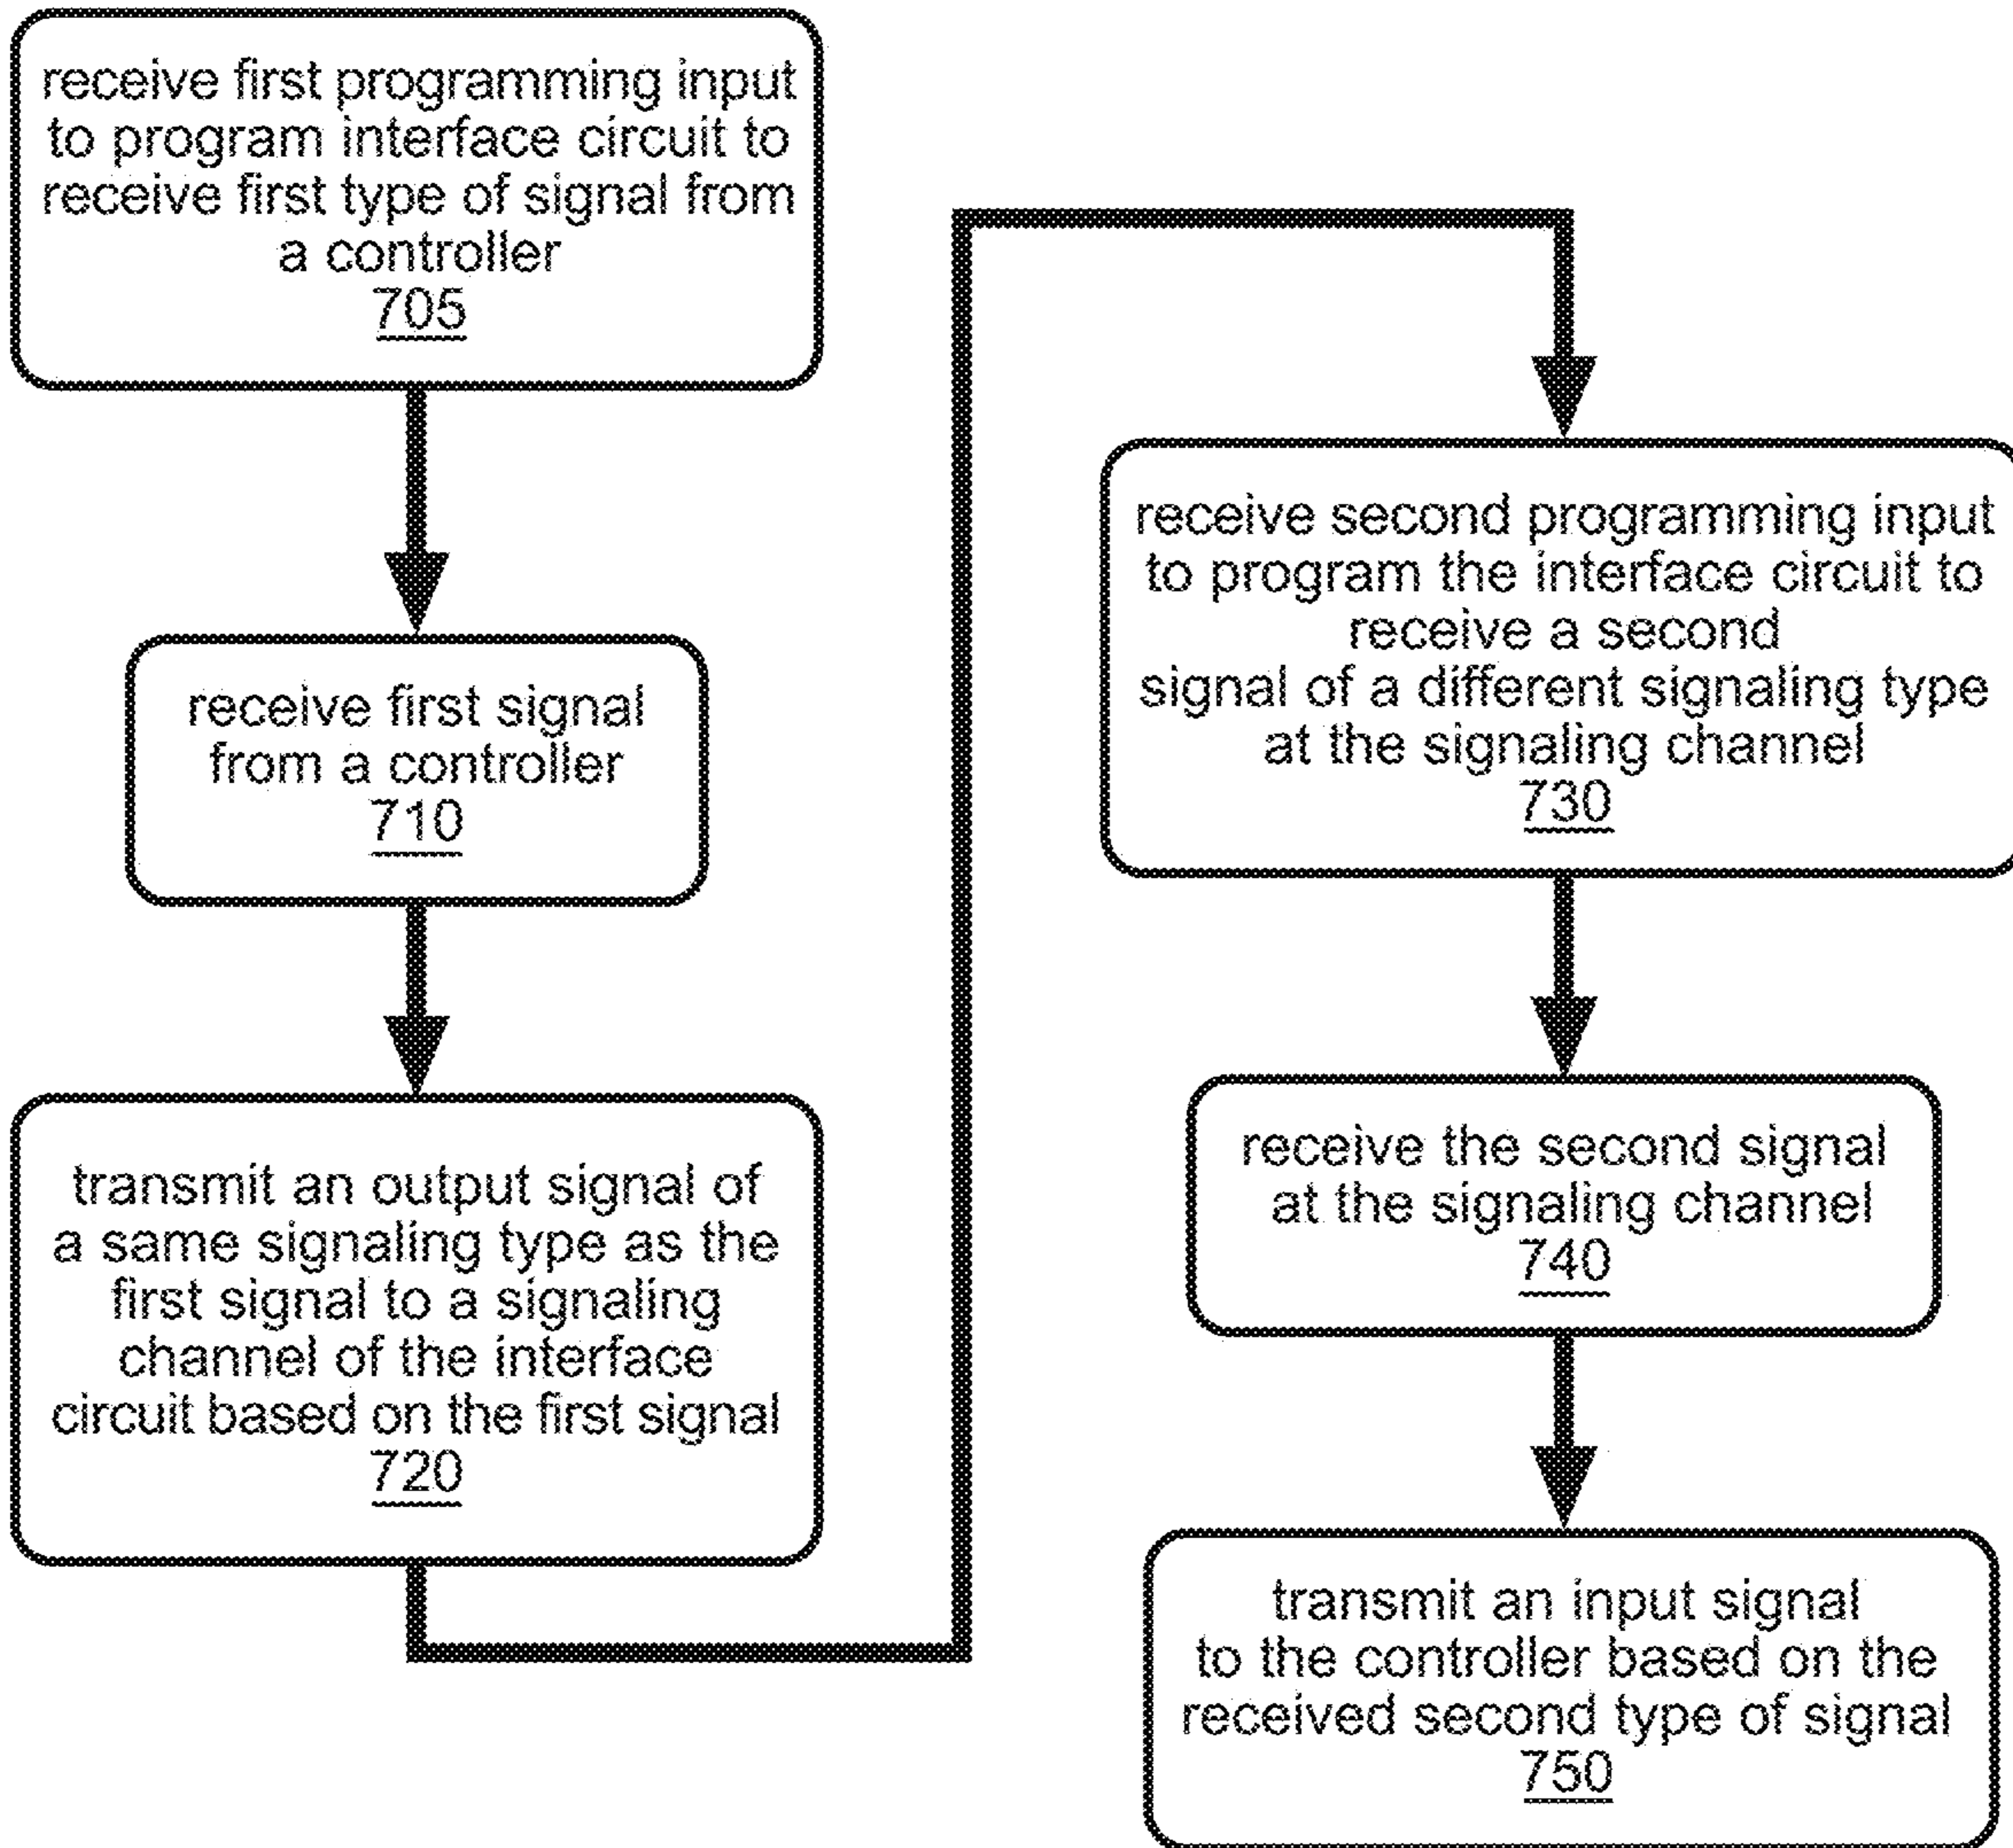 receive first programming input
to program interface circuit to
receive first type of signal from
a controller
705
receive first signal
from a controller
710
transmit an output signal of
a same signaling type as the
first signal to a signaling
channel of the interface
circuit based on the first signal
720
receive second programming input
to program the interface circuit to
receive a second
signal of a different signaling type
at the signaling channel
730
receive the second signal
at the signaling channel
740
transmit an input signal
to the controller based on the
received second type of signal
750